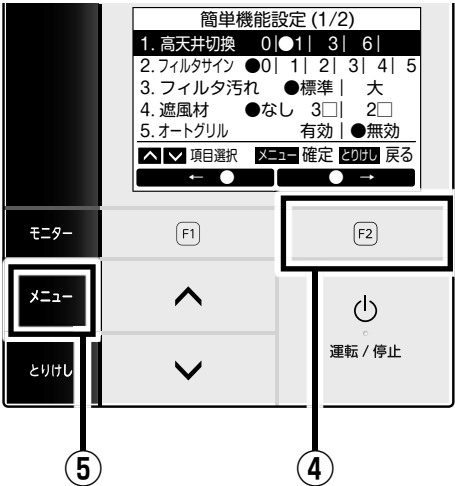 簡単機能設定 (1/2)
1. 高天井切換 0|●1| 3| 6|
2. フィルタサイン ●0| 1| 2| 3| 4| 5
3. フィルタ汚れ ●標準| 大
4. 遮風材 ●なし 3□| 2□
5. オートグリル 有効|●無効
∧ ∨ 項目選択 メニュー 確定 とりけし 戻る
← ● ● →
モニター F1 F2
メニュー ∧
運転 / 停止
とりけし ∨
⑤ ④